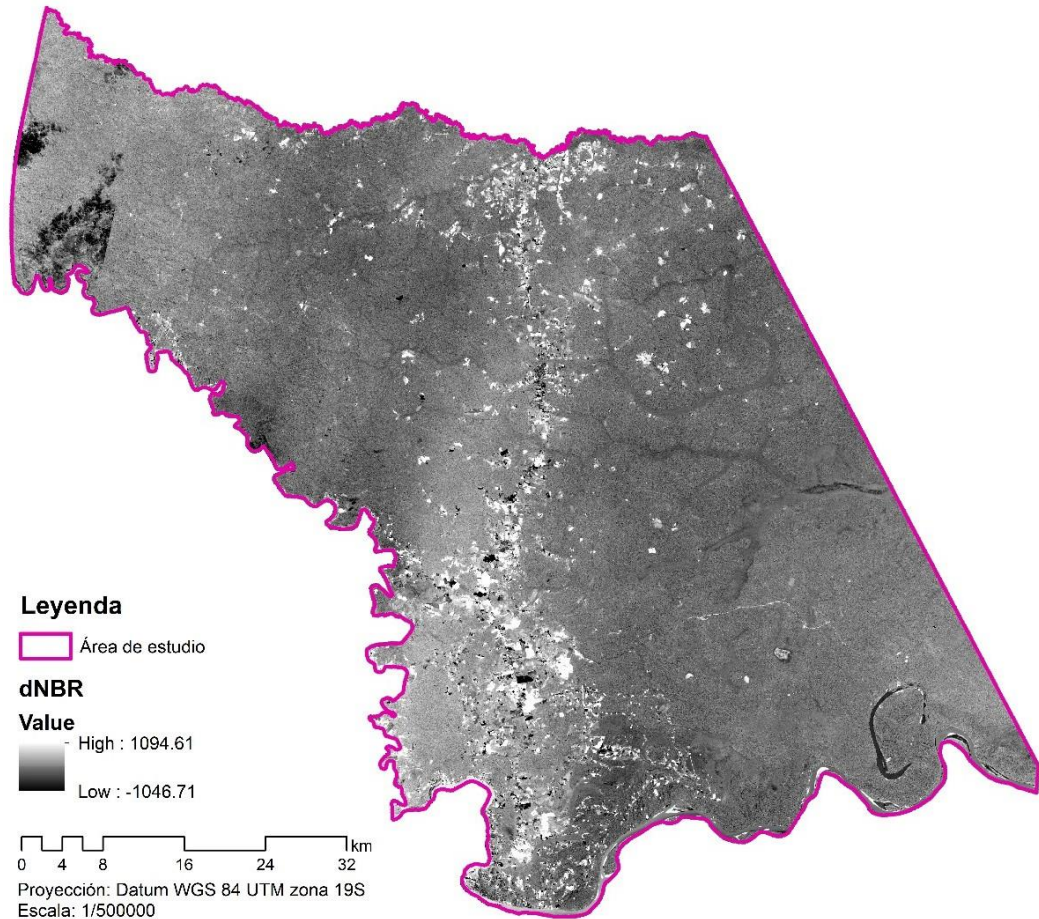 Leyenda
Área de estudio
dNBR
Value
High : 1094.61
Low : -1046.71
km
0 2 4 8 16 24 32
Proyección: Datum WGS 84 UTM zona 19S
Escala: 1/500000